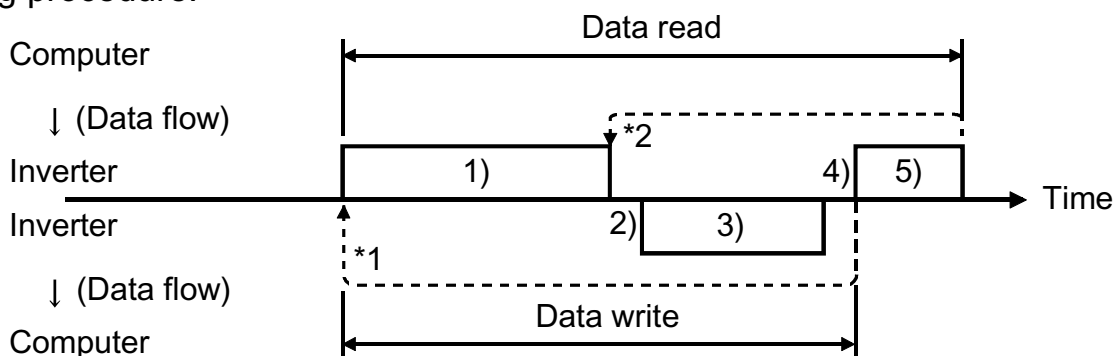 g procedure.
Data read
Computer
↓ (Data flow)
*2
Inverter
1)
4)
5)
Time
Inverter
2)
3)
*1
↓ (Data flow)
Data write
Computer